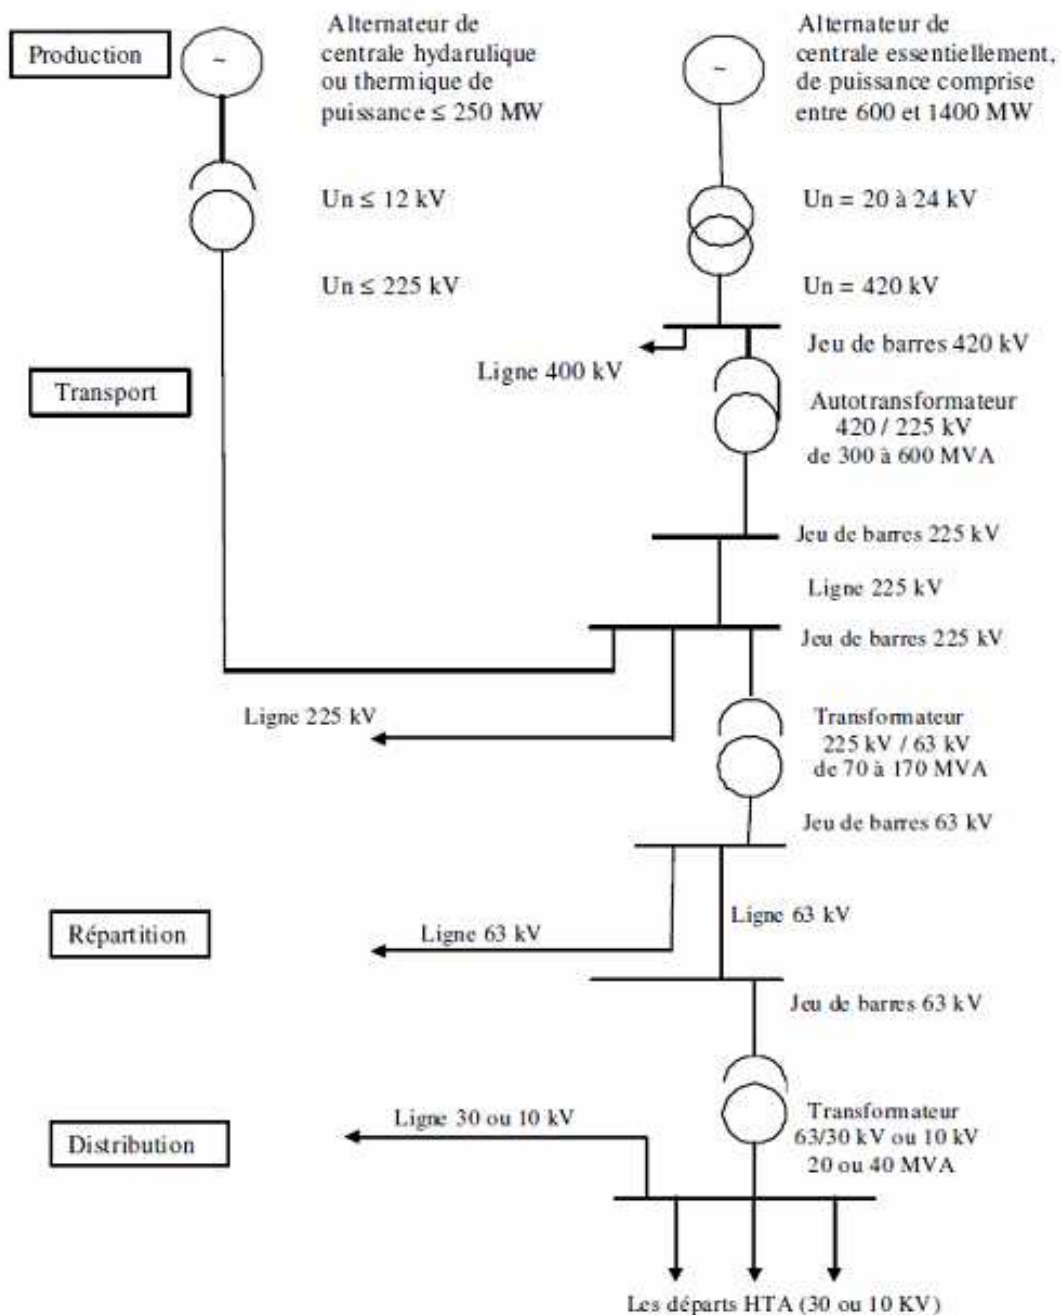 Production
~
Alternateur de
centrale hydarulique
ou thermique de
puissance ≤ 250 MW
~
Alternateur de
centrale essentiellement,
de puissance comprise
entre 600 et 1400 MW
Un ≤ 12 kV
Un = 20 à 24 kV
Un ≤ 225 kV
Un = 420 kV
Jeu de barres 420 kV
Ligne 400 kV
Transport
Autotransformateur
420 / 225 kV
de 300 à 600 MVA
Jeu de barres 225 kV
Ligne 225 kV
Jeu de barres 225 kV
Ligne 225 kV
Transformateur
225 kV / 63 kV
de 70 à 170 MVA
Jeu de barres 63 kV
Ligne 63 kV
Répartition
Ligne 63 kV
Jeu de barres 63 kV
Ligne 30 ou 10 kV
Distribution
Transformateur
63/30 kV ou 10 kV
20 ou 40 MVA
Les départs HTA (30 ou 10 KV)